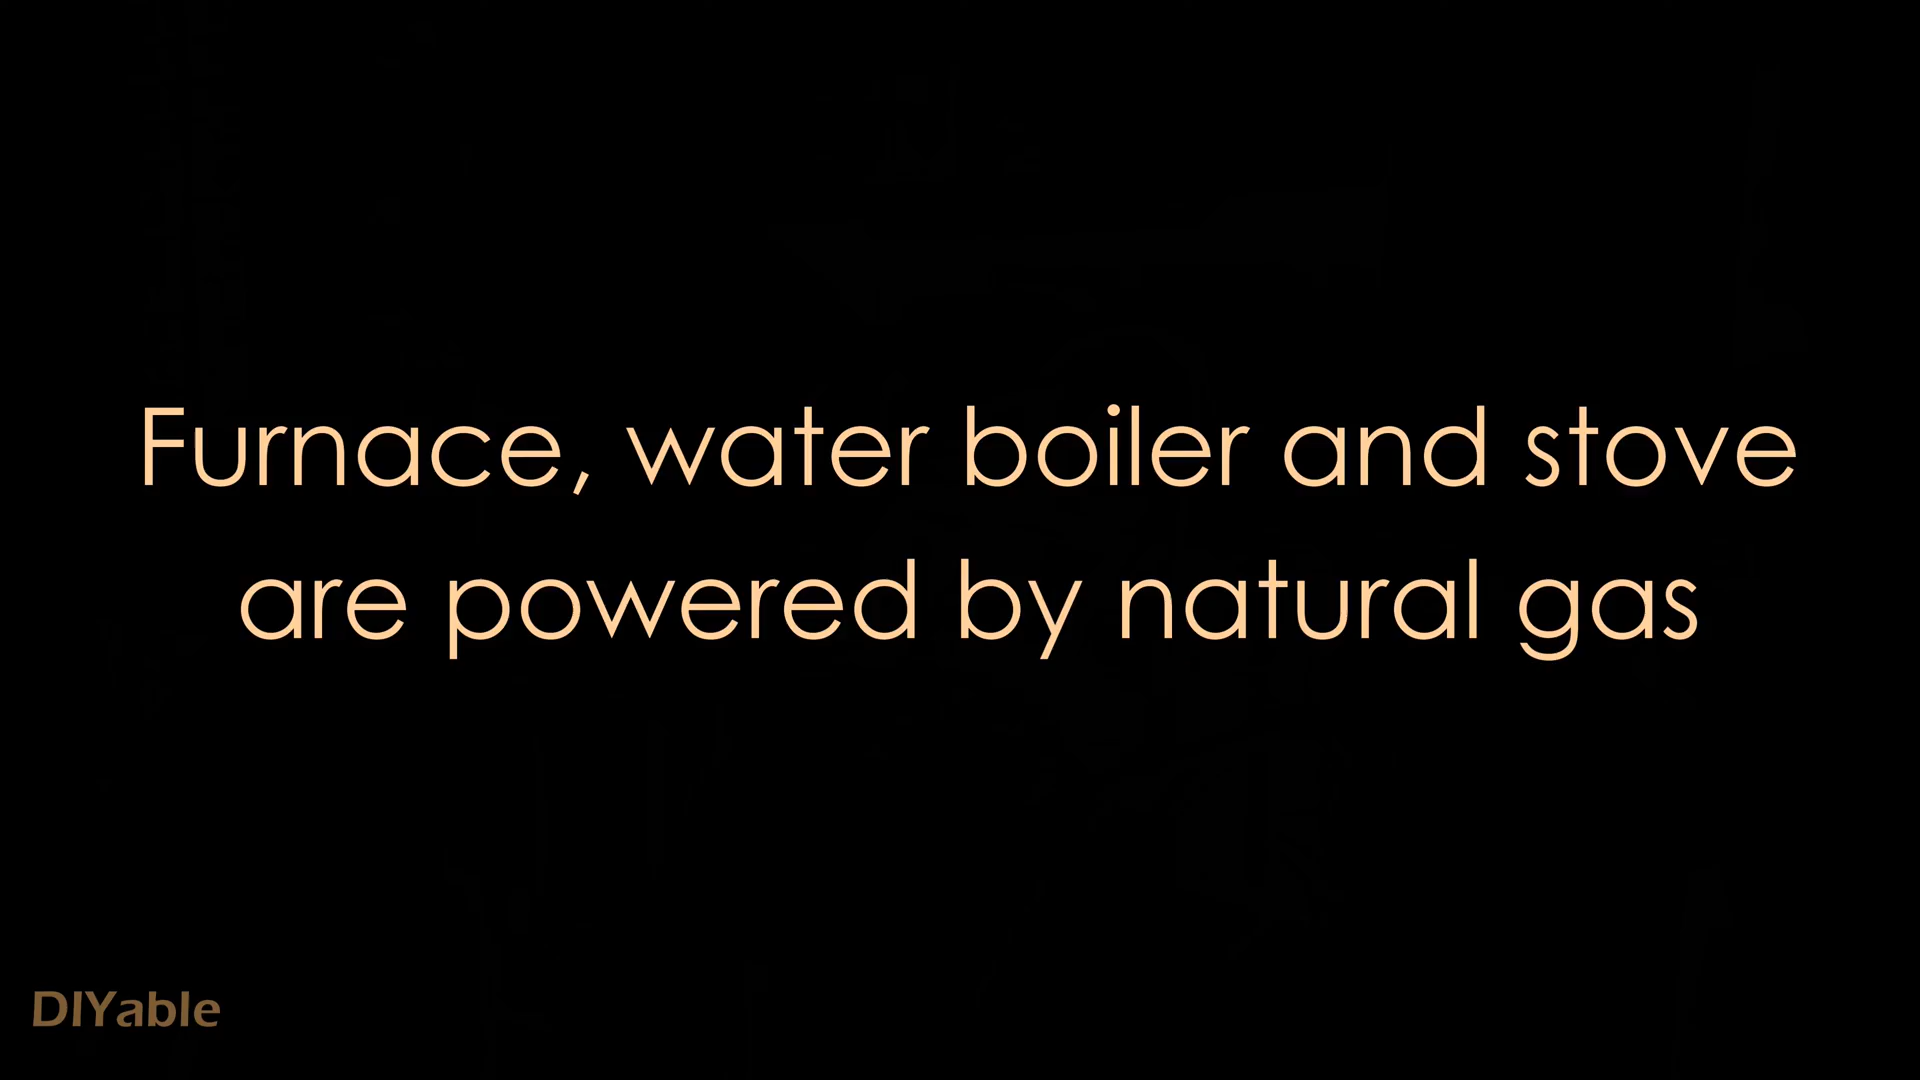 Furnace, water boiler and stove
are powered by natural gas
DIYable